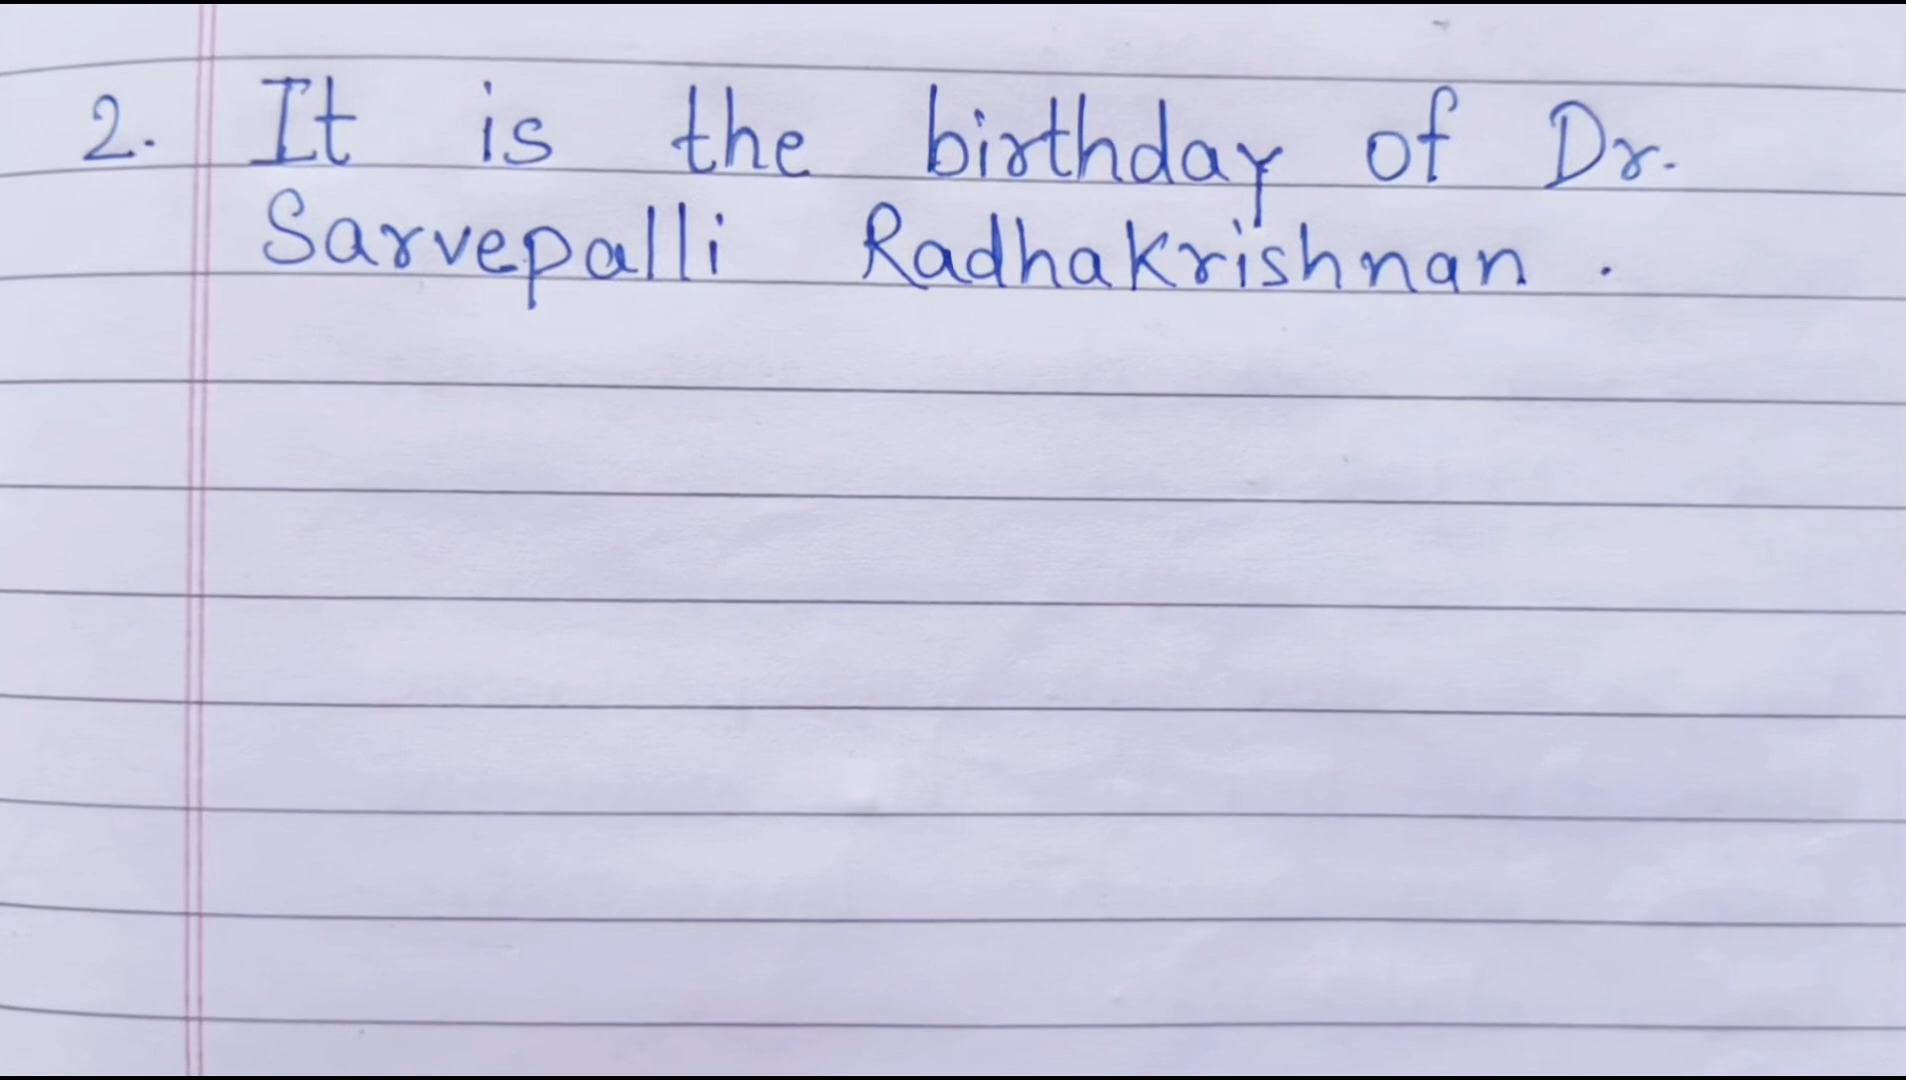 2. It is the birthday of Dr.
Sarvepalli Radhakrishnan .